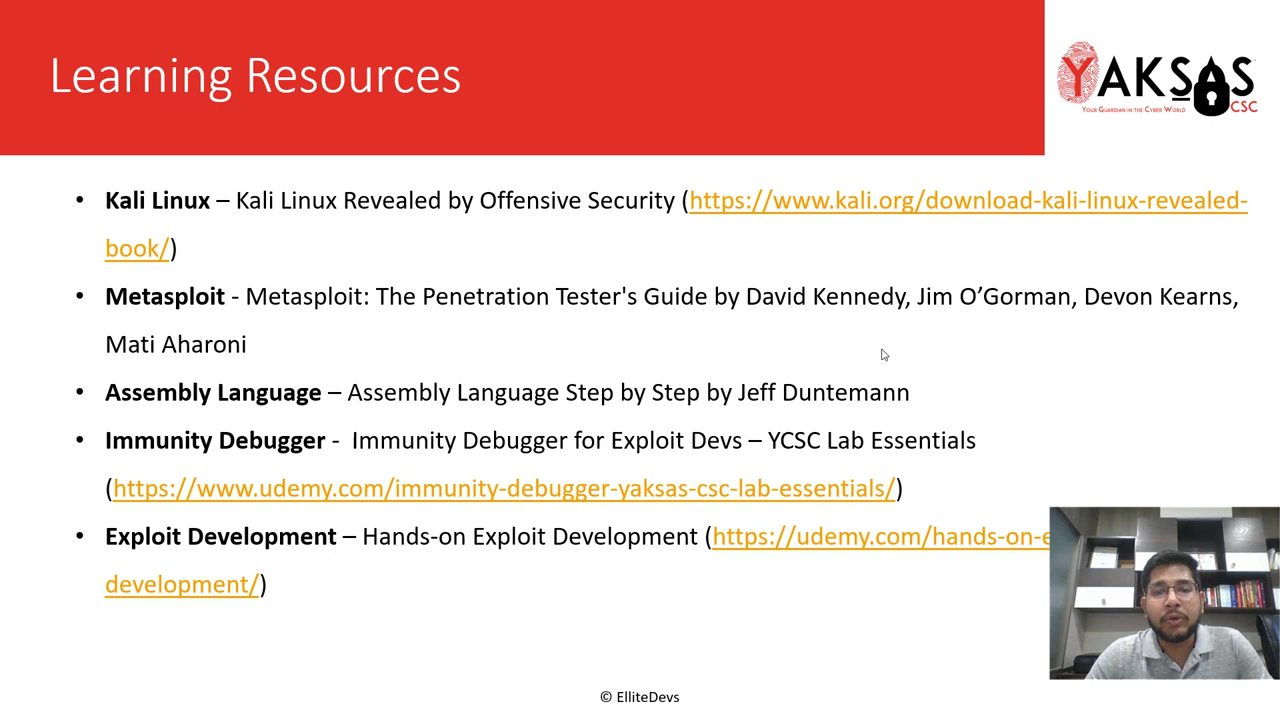 Learning Resources
YAKSAS
YOUR GUARDIAN IN THE CYBER WORLD
CSC
• Kali Linux – Kali Linux Revealed by Offensive Security (https://www.kali.org/download-kali-linux-revealed-
book/)
• Metasploit - Metasploit: The Penetration Tester's Guide by David Kennedy, Jim O’Gorman, Devon Kearns,
Mati Aharoni
• Assembly Language – Assembly Language Step by Step by Jeff Duntemann
• Immunity Debugger - Immunity Debugger for Exploit Devs – YCSC Lab Essentials
(https://www.udemy.com/immunity-debugger-yaksas-csc-lab-essentials/)
• Exploit Development – Hands-on Exploit Development (https://udemy.com/hands-on-e
development/)
© ElliteDevs